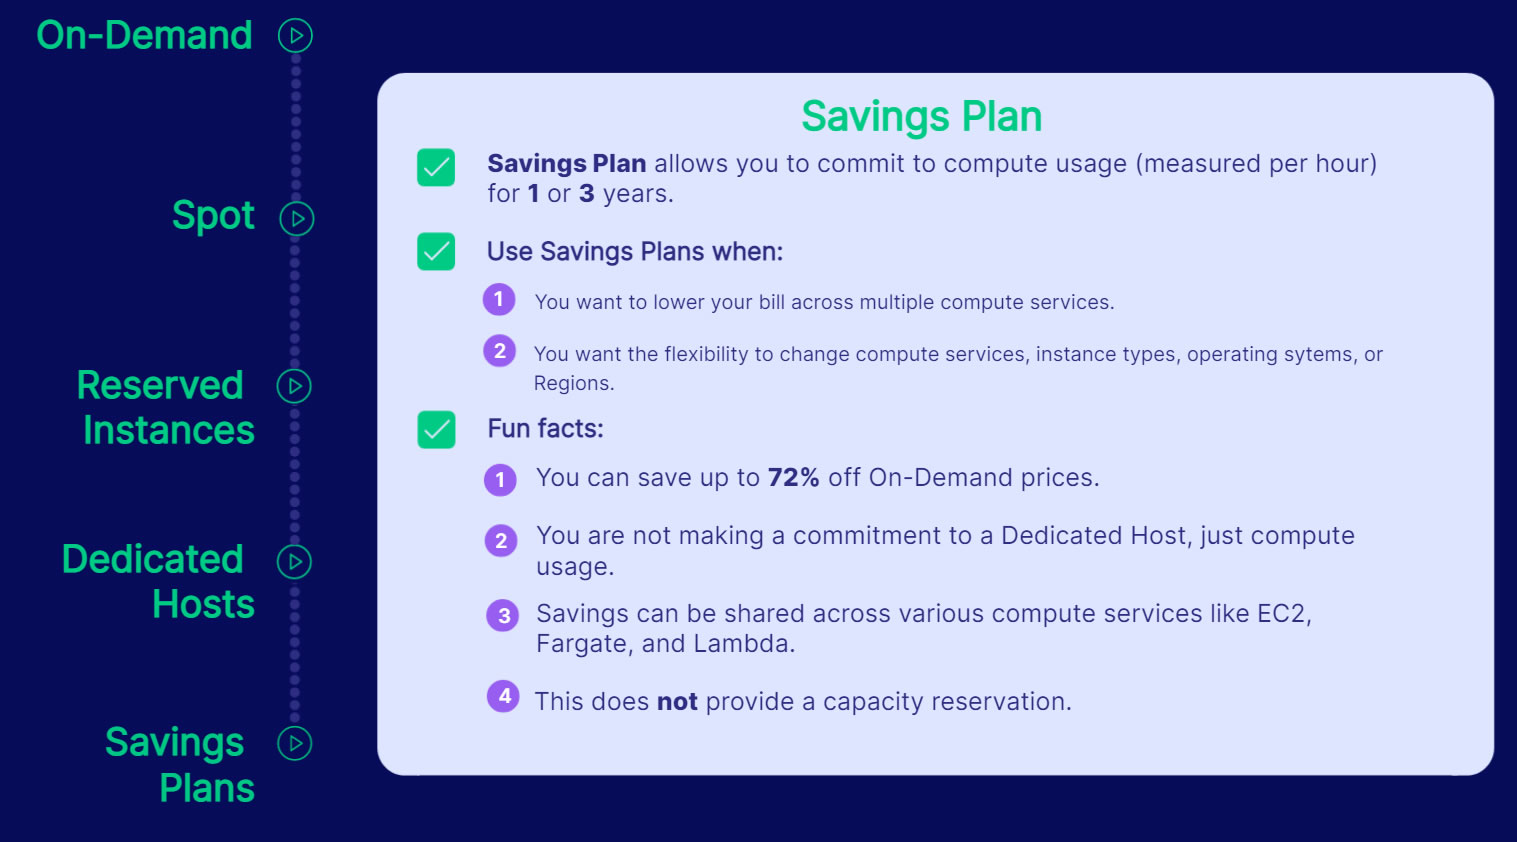 On-Demand
Spot
Reserved
Instances
Dedicated
Hosts
Savings
Plans
Savings Plan
Savings Plan allows you to commit to compute usage (measured per hour)
for 1 or 3 years.
Use Savings Plans when:
1 You want to lower your bill across multiple compute services.
2 You want the flexibility to change compute services, instance types, operating sytems, or
Regions.
Fun facts:
1 You can save up to 72% off On-Demand prices.
2 You are not making a commitment to a Dedicated Host, just compute
usage.
3 Savings can be shared across various compute services like EC2,
Fargate, and Lambda.
4 This does not provide a capacity reservation.